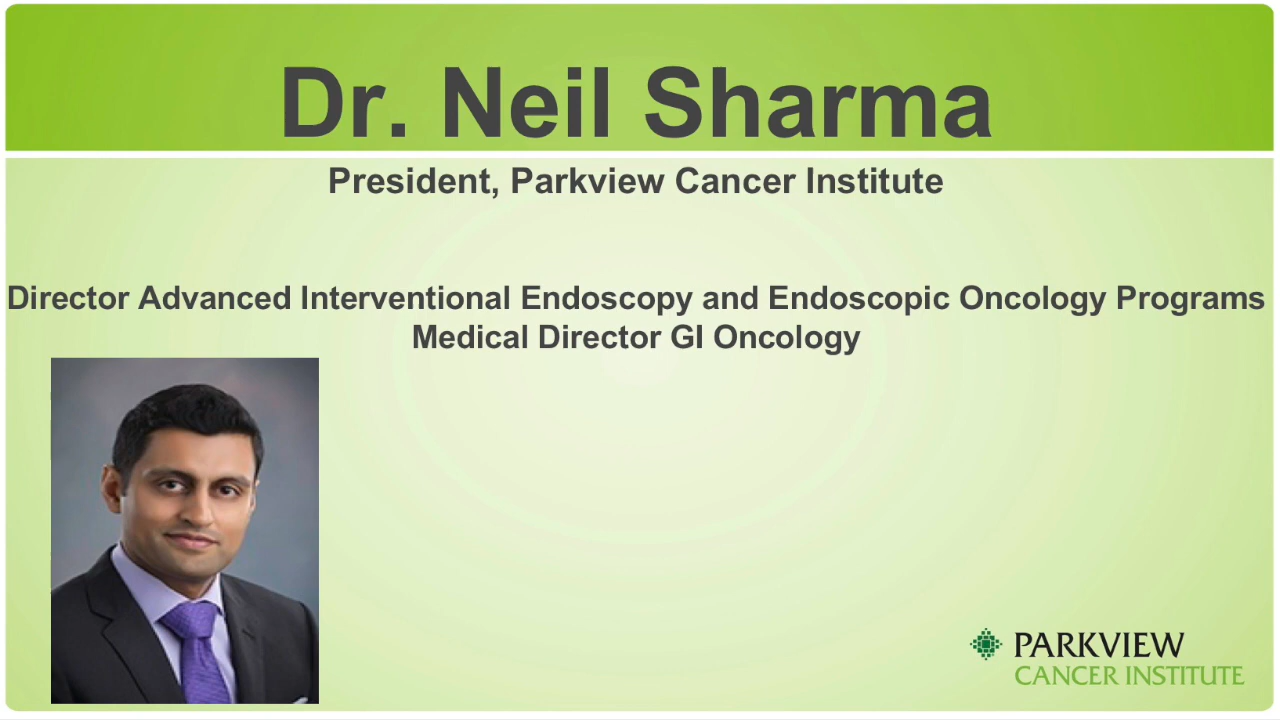 Dr. Neil Sharma
President, Parkview Cancer Institute
Director Advanced Interventional Endoscopy and Endoscopic Oncology Programs
Medical Director GI Oncology
PARKVIEW
CANCER INSTITUTE